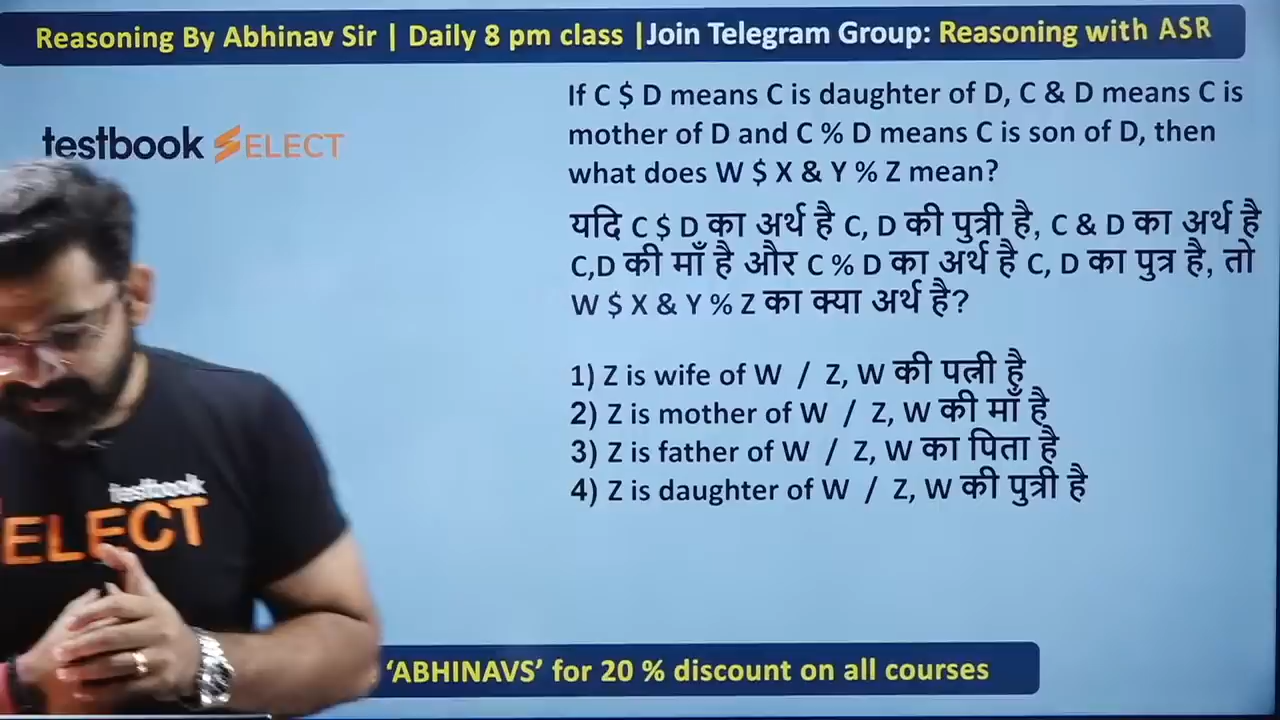 Reasoning By Abhinav Sir | Daily 8 pm class |Join Telegram Group: Reasoning with ASR
testbook SELECT
If C $ D means C is daughter of D, C & D means C is
mother of D and C % D means C is son of D, then
what does W $ X & Y % Z mean?
यदि C $ D का अर्थ है C, D की पुत्री है, C & D का अर्थ है
C,D की माँ है और C % D का अर्थ है C, D का पुत्र है, तो
W $ X & Y % Z का क्या अर्थ है?
1) Z is wife of W / Z, W की पत्नी है
2) Z is mother of W / Z, W की माँ है
3) Z is father of W / Z, W का पिता है
4) Z is daughter of W / Z, W की पुत्री है
testbook
ELECT
‘ABHINAVS’ for 20 % discount on all courses